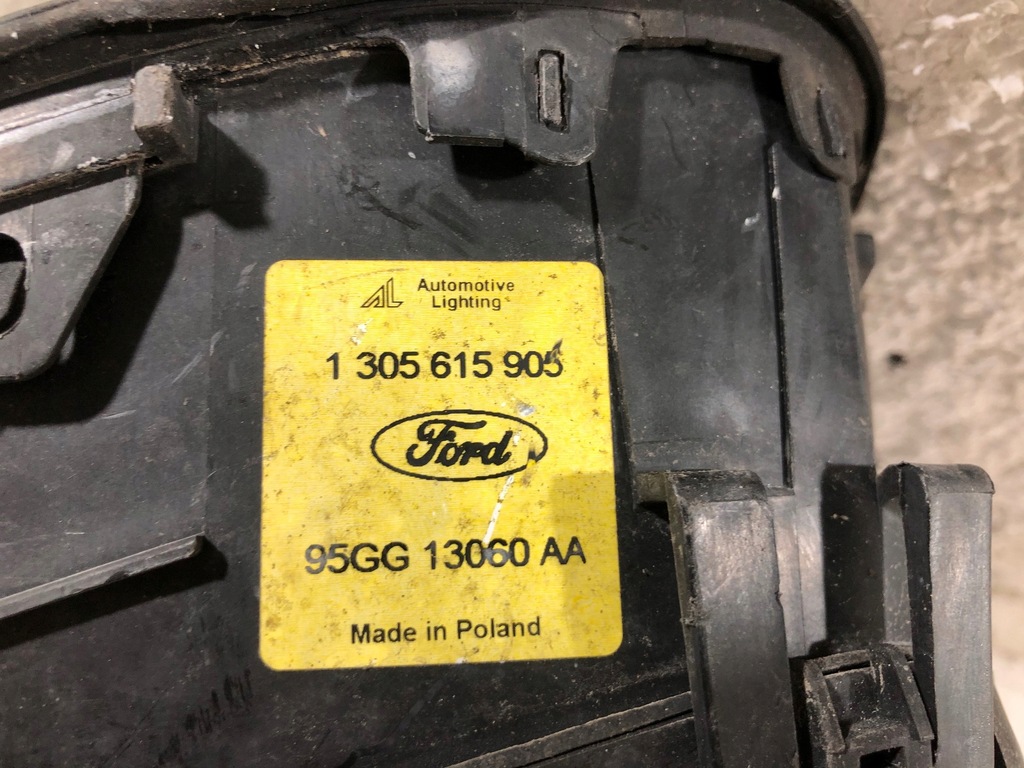 AL Automotive
Lighting
1 305 615 905
Ford
95GG 13060 AA
Made in Poland